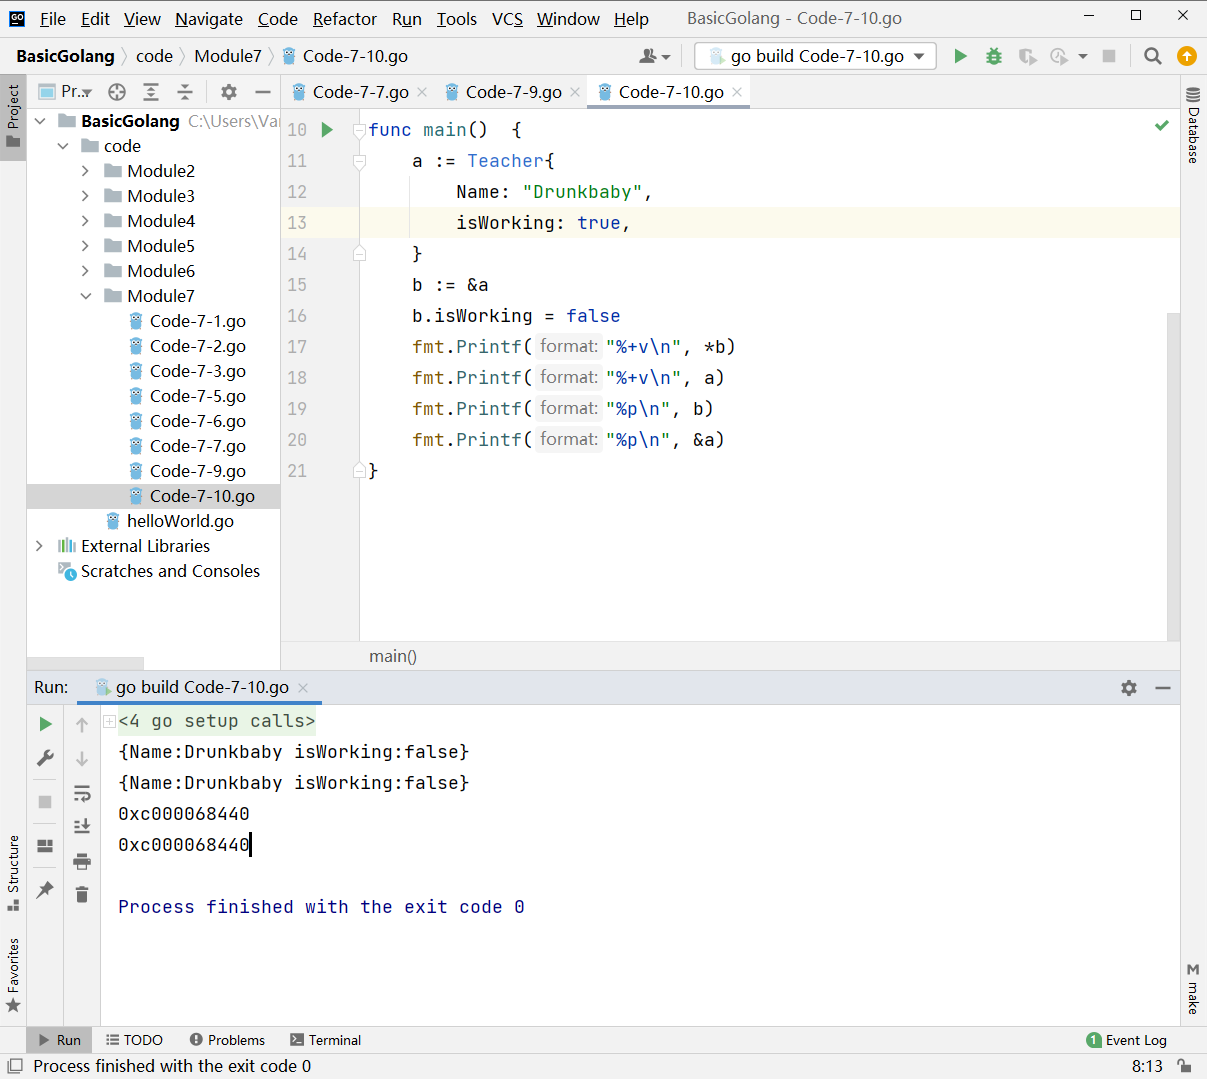 GO File Edit View Navigate Code Refactor Run Tools VCS Window Help BasicGolang - Code-7-10.go
BasicGolang code Module7 Code-7-10.go go build Code-7-10.go
Project
Pr...
Code-7-7.go Code-7-9.go Code-7-10.go
BasicGolang C:\Users\Va
code
Module2
Module3
Module4
Module5
Module6
Module7
Code-7-1.go
Code-7-2.go
Code-7-3.go
Code-7-5.go
Code-7-6.go
Code-7-7.go
Code-7-9.go
Code-7-10.go
helloWorld.go
External Libraries
Scratches and Consoles
10 func main()  {
11 a := Teacher{
12 Name: "Drunkbaby",
13 isWorking: true,
14 }
15 b := &a
16 b.isWorking = false
17 fmt.Printf( format: "%+v\n", *b)
18 fmt.Printf( format: "%+v\n", a)
19 fmt.Printf( format: "%p\n", b)
20 fmt.Printf( format: "%p\n", &a)
21 }
main()
Database
Run: go build Code-7-10.go
<4 go setup calls>
{Name:Drunkbaby isWorking:false}
{Name:Drunkbaby isWorking:false}
0xc000068440
0xc000068440
Process finished with the exit code 0
Structure
Favorites
M make
Run TODO Problems Terminal 1 Event Log
Process finished with the exit code 0 8:13